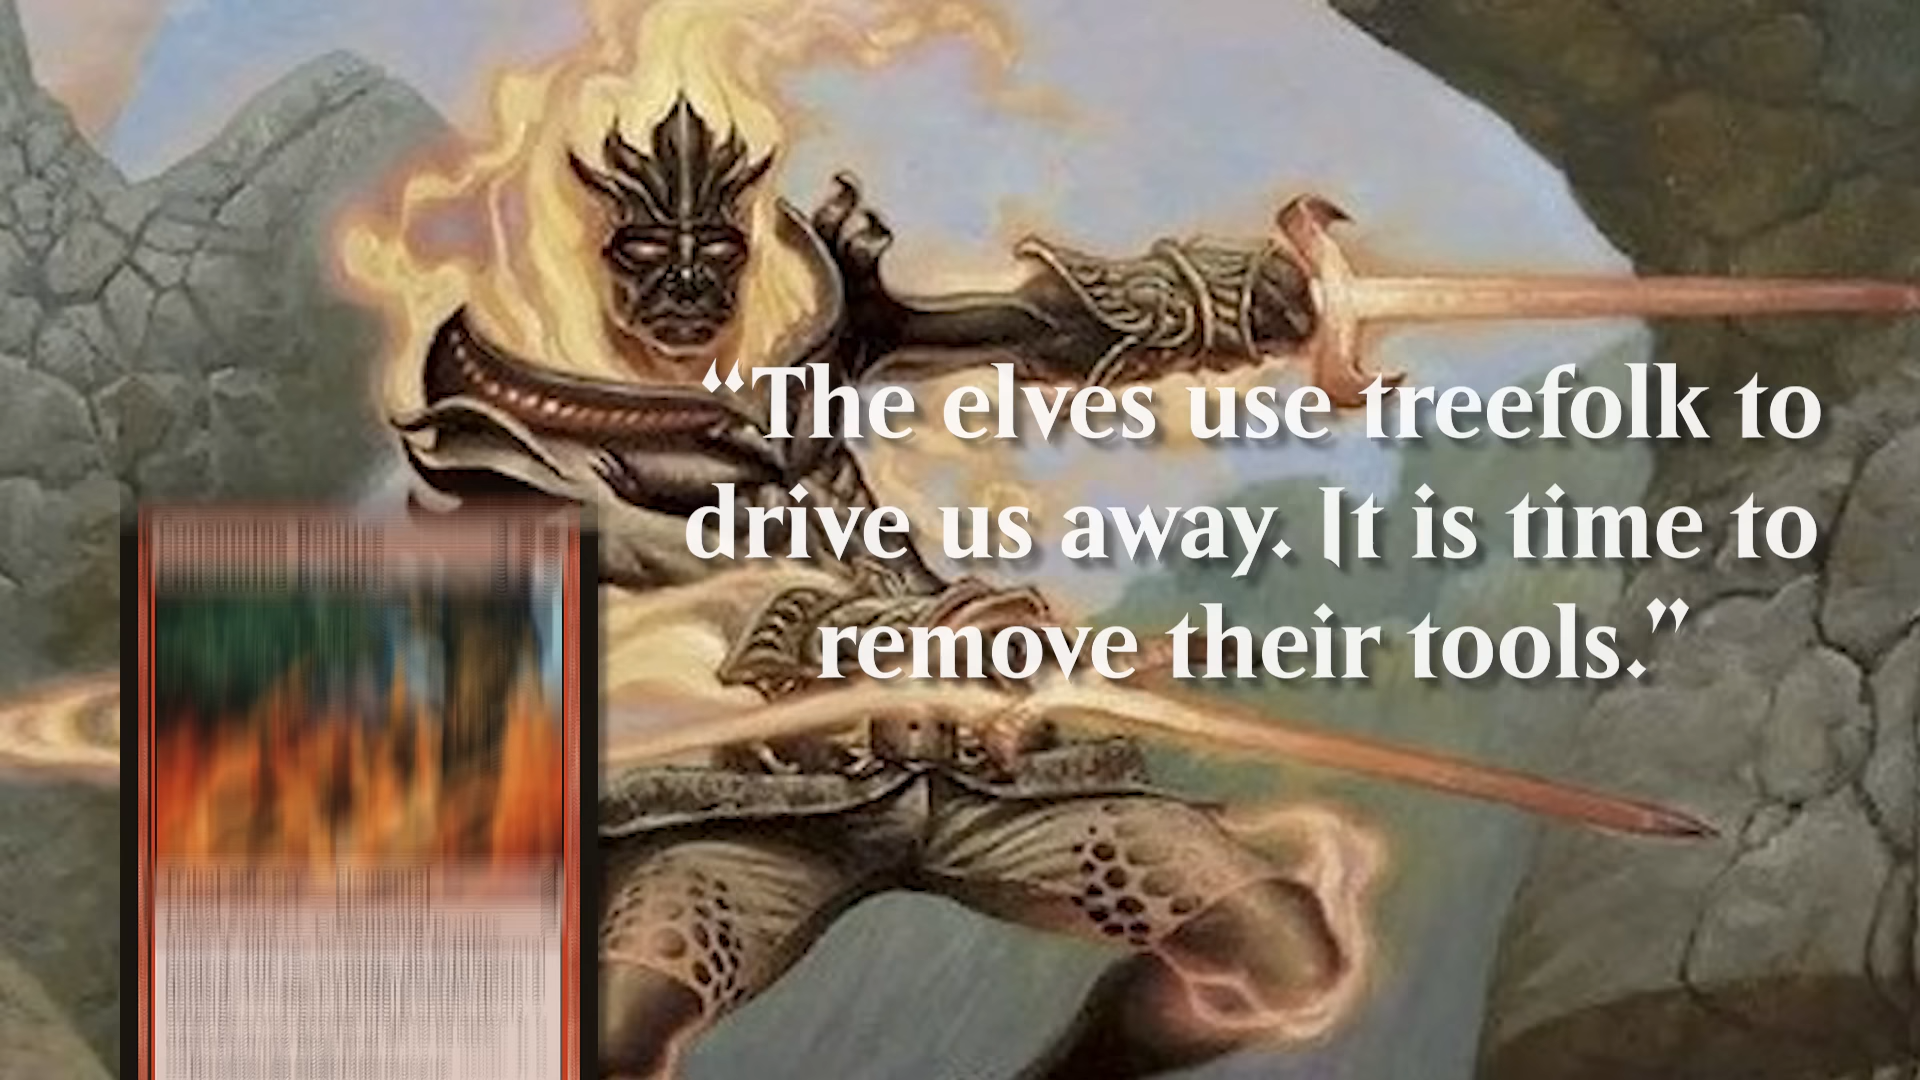 “The elves use treefolk to
drive us away. It is time to
remove their tools.”